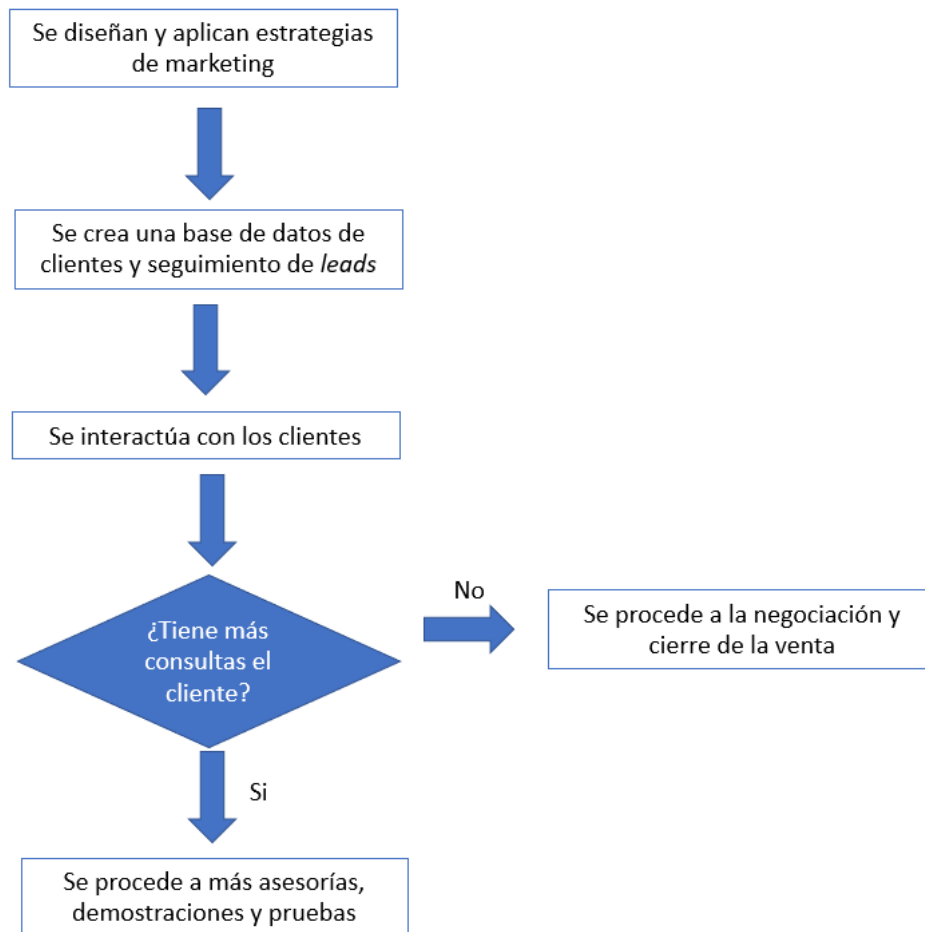 Se diseñan y aplican estrategias
de marketing
Se crea una base de datos de
clientes y seguimiento de leads
Se interactúa con los clientes
¿Tiene más
consultas el
cliente?
No
Se procede a la negociación y
cierre de la venta
Si
Se procede a más asesorías,
demostraciones y pruebas